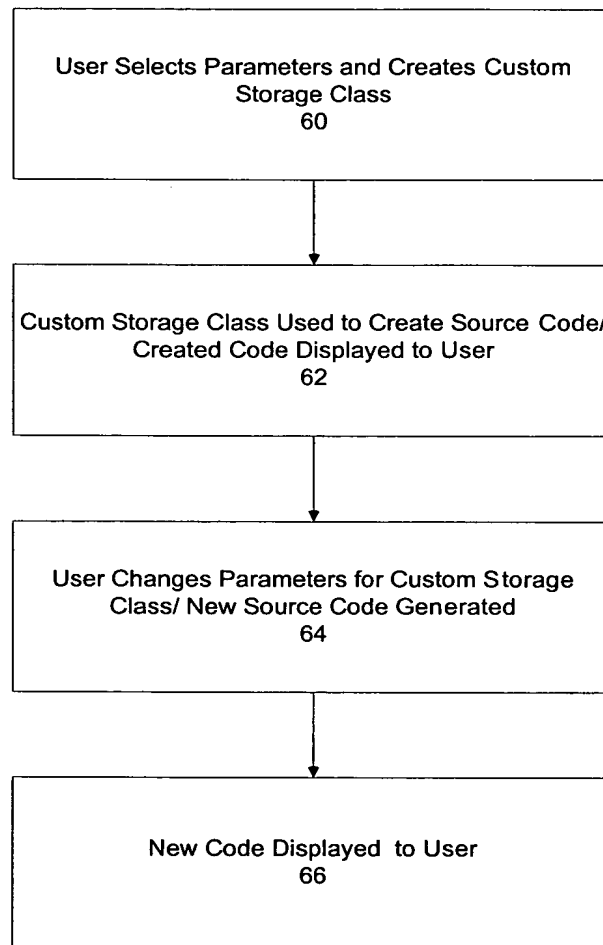 User Selects Parameters and Creates Custom
Storage Class
60
Custom Storage Class Used to Create Source Code/
Created Code Displayed to User
62
User Changes Parameters for Custom Storage
Class/ New Source Code Generated
64
New Code Displayed to User
66